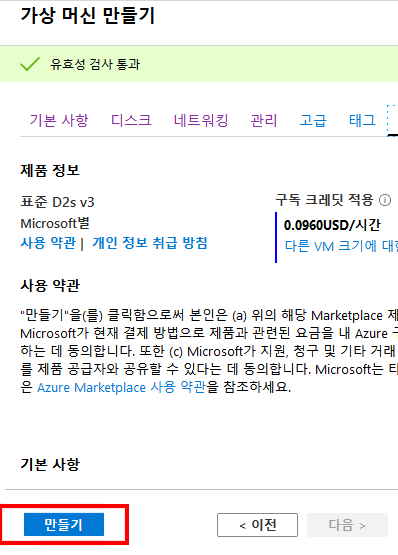 가상 머신 만들기
유효성 검사 통과
기본 사항 디스크 네트워킹 관리 고급 태그
제품 정보
표준 D2s v3
Microsoft별
사용 약관 | 개인 정보 취급 방침
구독 크레딧 적용
0.0960USD/시간
다른 VM 크기에 대한
사용 약관
"만들기"을(를) 클릭함으로써 본인은 (a) 위의 해당 Marketplace 제
Microsoft가 현재 결제 방법으로 제품과 관련된 요금을 내 Azure 구
하는 데 동의합니다. 또한 (c) Microsoft가 지원, 청구 및 기타 거래
를 제품 공급자와 공유할 수 있다는 데 동의합니다. Microsoft는 타
은 Azure Marketplace 사용 약관을 참조하세요.
기본 사항
만들기 < 이전 다음 >